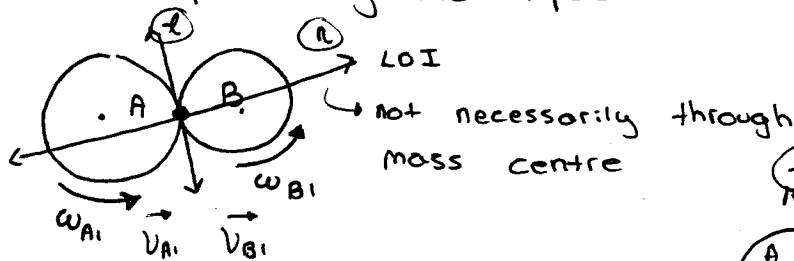 t
n
LOI
A
B
not necessarily through
mass centre
ω_A1
V_A1
V_B1
ω_B1
A